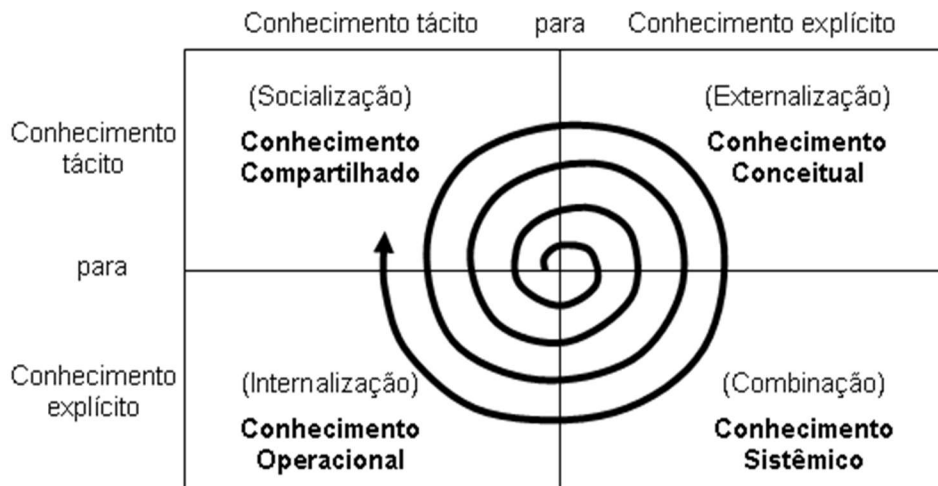 Conhecimento tácito para Conhecimento explícito
Conhecimento
tácito
(Socialização)
Conhecimento
Compartilhado
(Externalização)
Conhecimento
Conceitual
para
Conhecimento
explícito
(Internalização)
Conhecimento
Operacional
(Combinação)
Conhecimento
Sistêmico